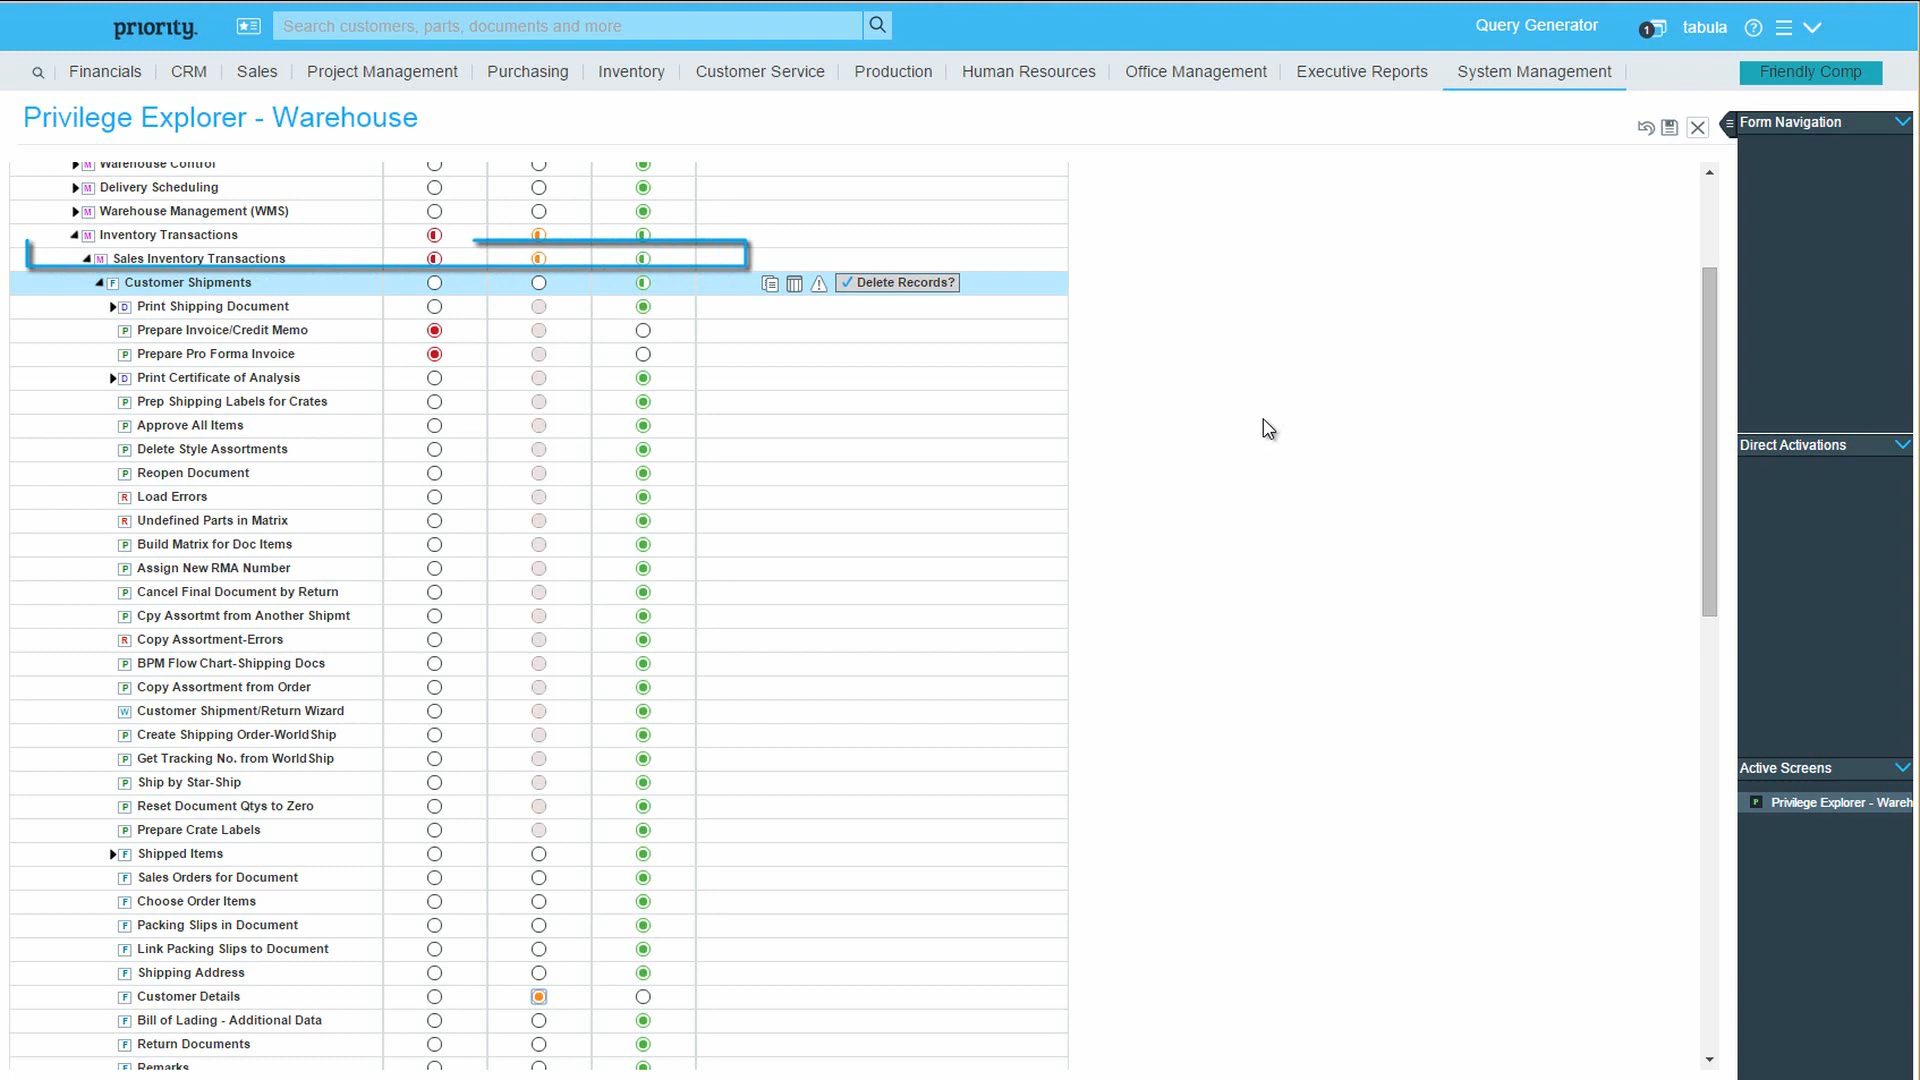 priority.
Search customers, parts, documents and more
Query Generator
1
tabula
Financials
CRM
Sales
Project Management
Purchasing
Inventory
Customer Service
Production
Human Resources
Office Management
Executive Reports
System Management
Friendly Comp
Privilege Explorer - Warehouse
Form Navigation
M Warehouse Control
M Delivery Scheduling
M Warehouse Management (WMS)
M Inventory Transactions
M Sales Inventory Transactions
F Customer Shipments
Delete Records?
D Print Shipping Document
P Prepare Invoice/Credit Memo
P Prepare Pro Forma Invoice
D Print Certificate of Analysis
P Prep Shipping Labels for Crates
P Approve All Items
P Delete Style Assortments
P Reopen Document
R Load Errors
R Undefined Parts in Matrix
P Build Matrix for Doc Items
P Assign New RMA Number
P Cancel Final Document by Return
P Cpy Assortmt from Another Shipmt
R Copy Assortment-Errors
P BPM Flow Chart-Shipping Docs
P Copy Assortment from Order
W Customer Shipment/Return Wizard
P Create Shipping Order-WorldShip
P Get Tracking No. from WorldShip
P Ship by Star-Ship
P Reset Document Qtys to Zero
P Prepare Crate Labels
F Shipped Items
F Sales Orders for Document
F Choose Order Items
F Packing Slips in Document
F Link Packing Slips to Document
F Shipping Address
F Customer Details
F Bill of Lading - Additional Data
F Return Documents
F Remarks
Direct Activations
Active Screens
P Privilege Explorer - Wareh